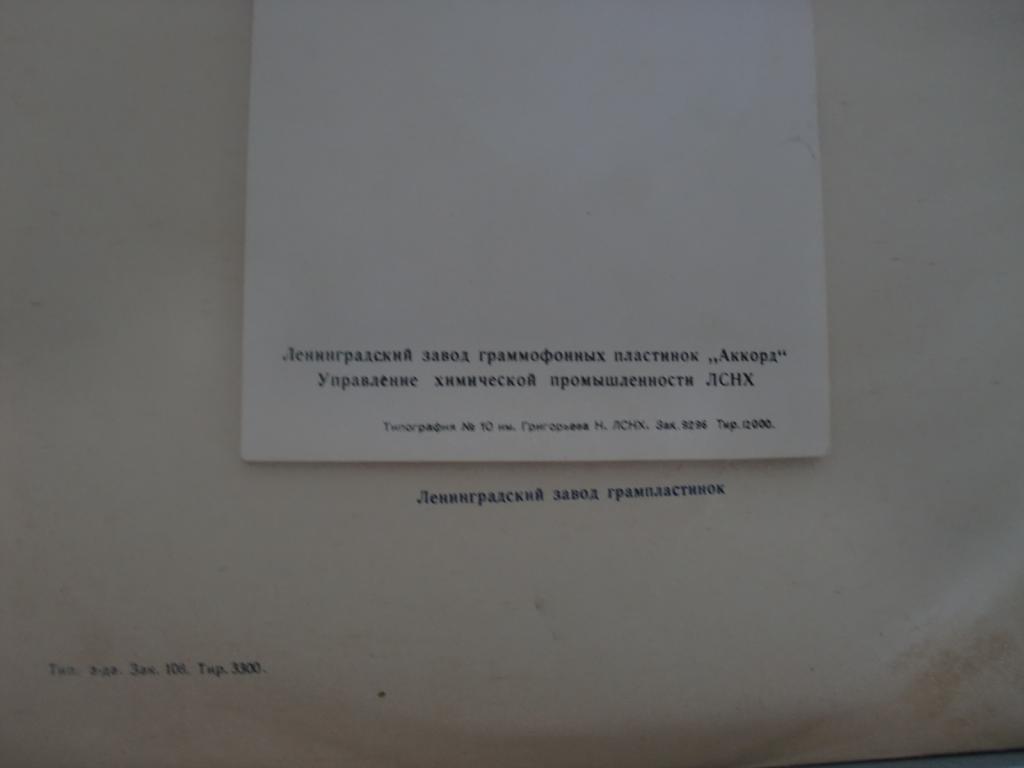 Ленинградский завод граммофонных пластинок „Аккорд“
Управление химической промышленности ЛСНХ
Типография № 10 им. Григорьева Н. ЛСНХ. Зак. 9296 Тир. 12000.
Ленинградский завод грампластинок
Тип. з-да. Зак. 108. Тир. 3300.